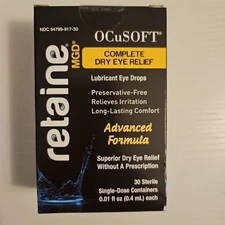 NDC 54799-917-30
OCuSOFT®
retaine®
MGD®
COMPLETE
DRY EYE RELIEF
Lubricant Eye Drops
Preservative-Free
Relieves Irritation
Long-Lasting Comfort
Advanced
Formula
Superior Dry Eye Relief
Without A Prescription
30 Sterile
Single-Dose Containers
0.01 fl oz (0.4 mL) each